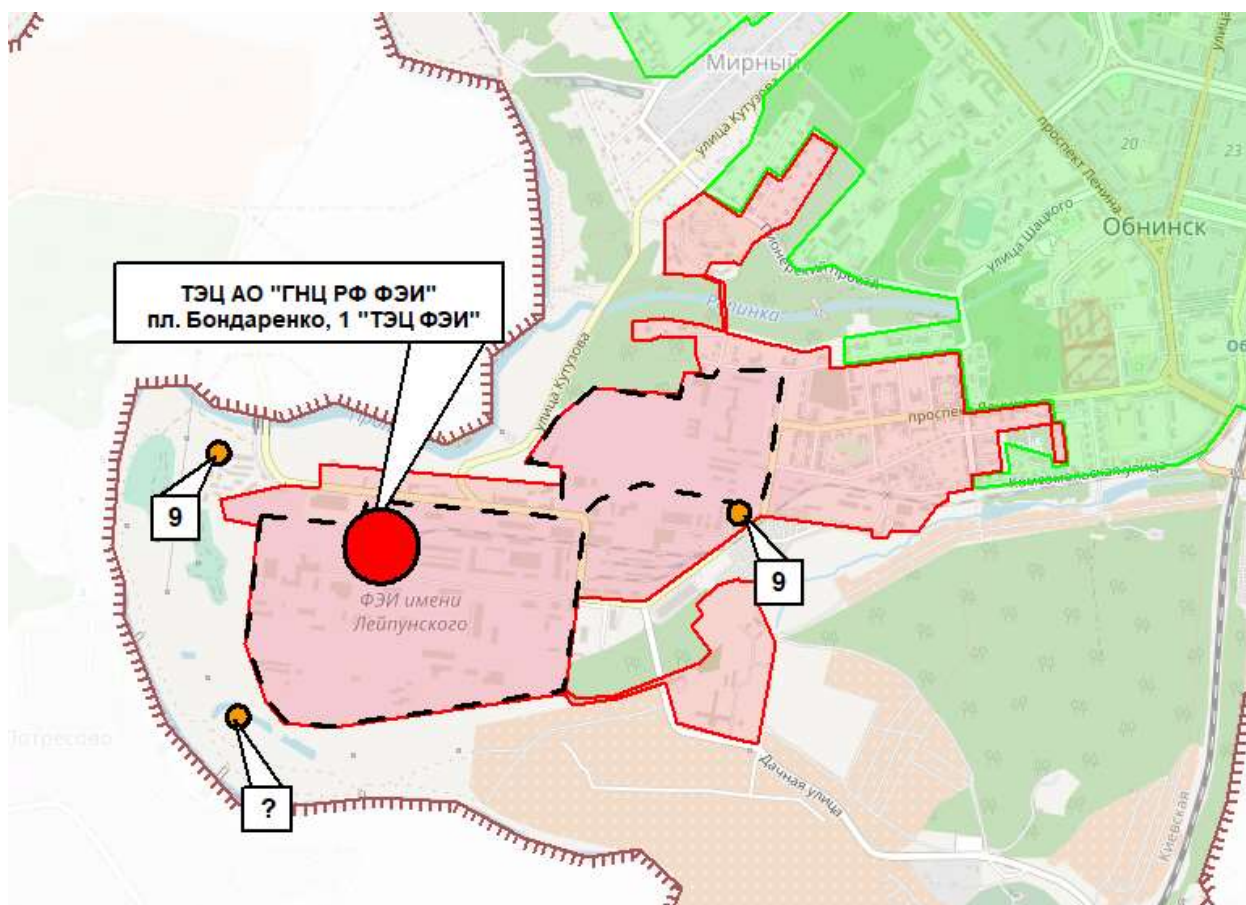 Мирный
улица Кутузова
проспект Ленина
20
23
улица Шацкого
Обнинск
Пионерский проезд
ТЭЦ АО "ГНЦ РФ ФЭИ"
пл. Бондаренко, 1 "ТЭЦ ФЭИ"
улица Кутузова
проспект
Комсомольская улица
9
9
ФЭИ имени
Лейпунского
?
Дачная улица
Киевская